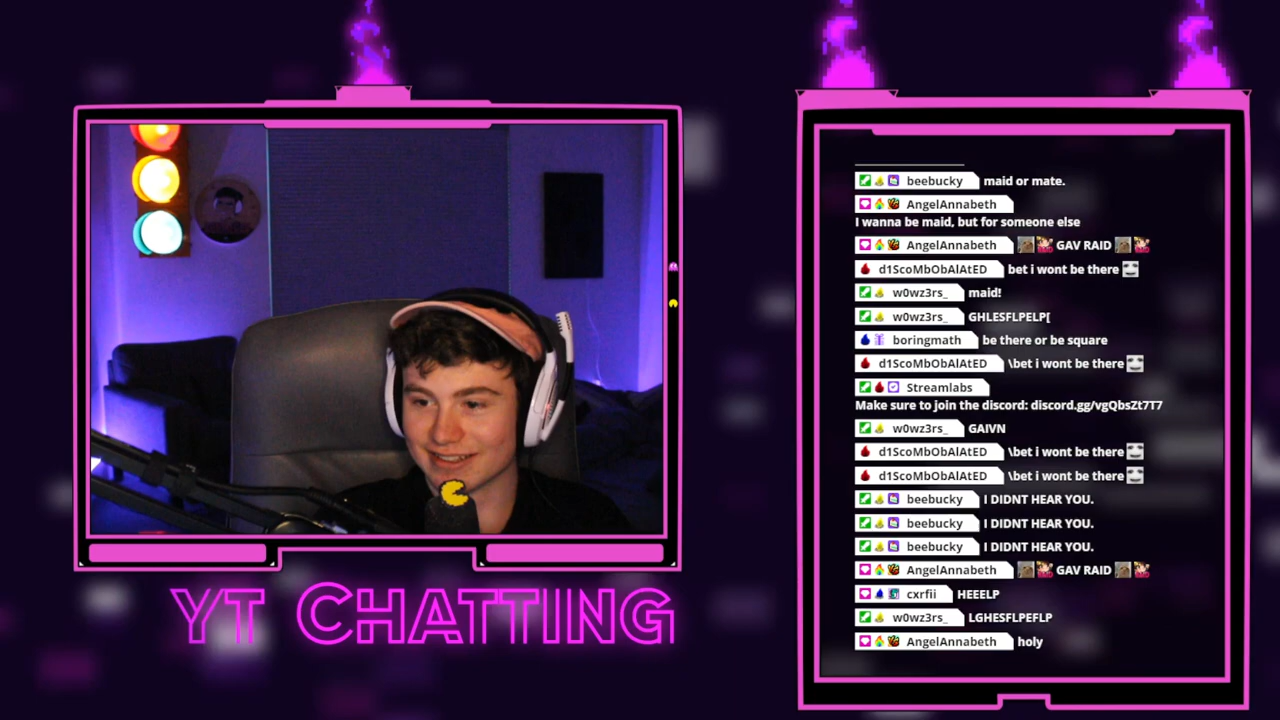 beebucky maid or mate.
AngelAnnabeth
I wanna be maid, but for someone else
AngelAnnabeth GAV RAID
d1ScoMbObAlAtED bet i wont be there
w0wz3rs_ maid!
w0wz3rs_ GHLESFLPELP[
boringmath be there or be square
d1ScoMbObAlAtED \bet i wont be there
Streamlabs
Make sure to join the discord: discord.gg/vgQbsZt7T7
w0wz3rs_ GAIVN
d1ScoMbObAlAtED \bet i wont be there
d1ScoMbObAlAtED \bet i wont be there
beebucky I DIDNT HEAR YOU.
beebucky I DIDNT HEAR YOU.
beebucky I DIDNT HEAR YOU.
AngelAnnabeth GAV RAID
cxrfii HEEELP
w0wz3rs_ LGHESFLPEFLP
AngelAnnabeth holy
YT CHATTING